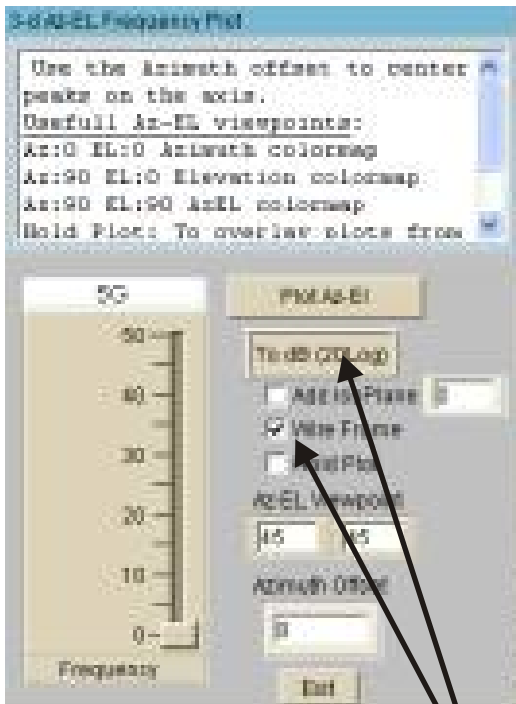 3-d Az-EL Frequency Plot
Use the Azimuth offset to center
peaks on the axis.
Usefull Az-EL viewpoints:
Az:0 EL:0 Azimuth colormap
Az:90 EL:0 Elevation colormap
Az:90 EL:90 AzEL colormap
Hold Plot: To overlay plots from
50
Plot Az-El
50
To dB (20Log)
40
Add Iso Plane 0
Wire Frame
30
Hold Plot
Az-EL Viewpoint
20
45 45
10
Azimuth Offset
0
0
Frequency
Exit